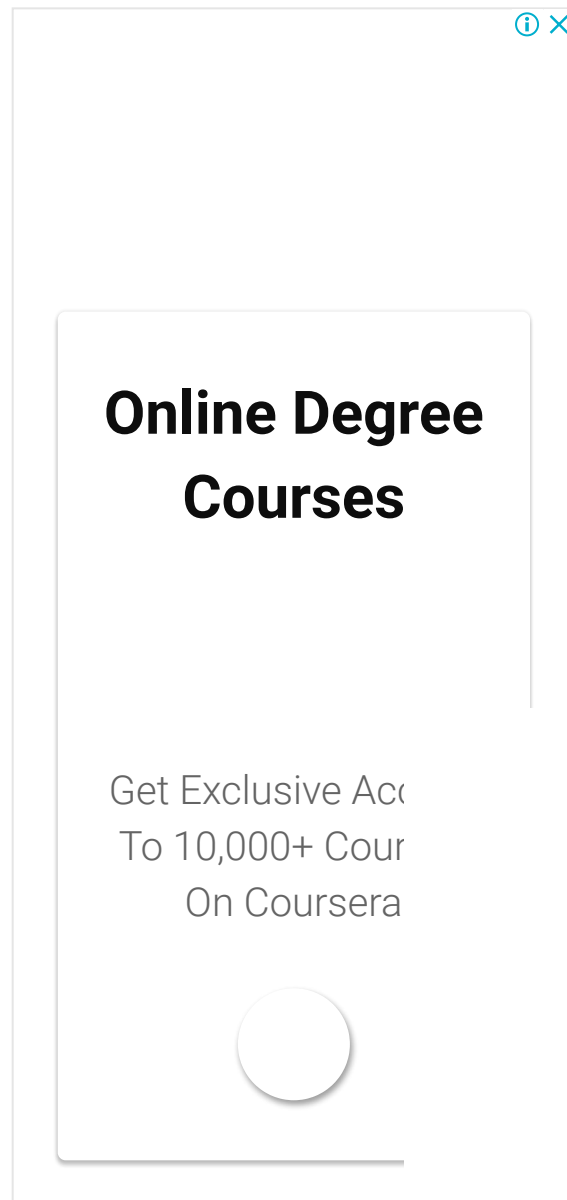 Online Degree
Courses
Get Exclusive
To 10,000+
On Coursera